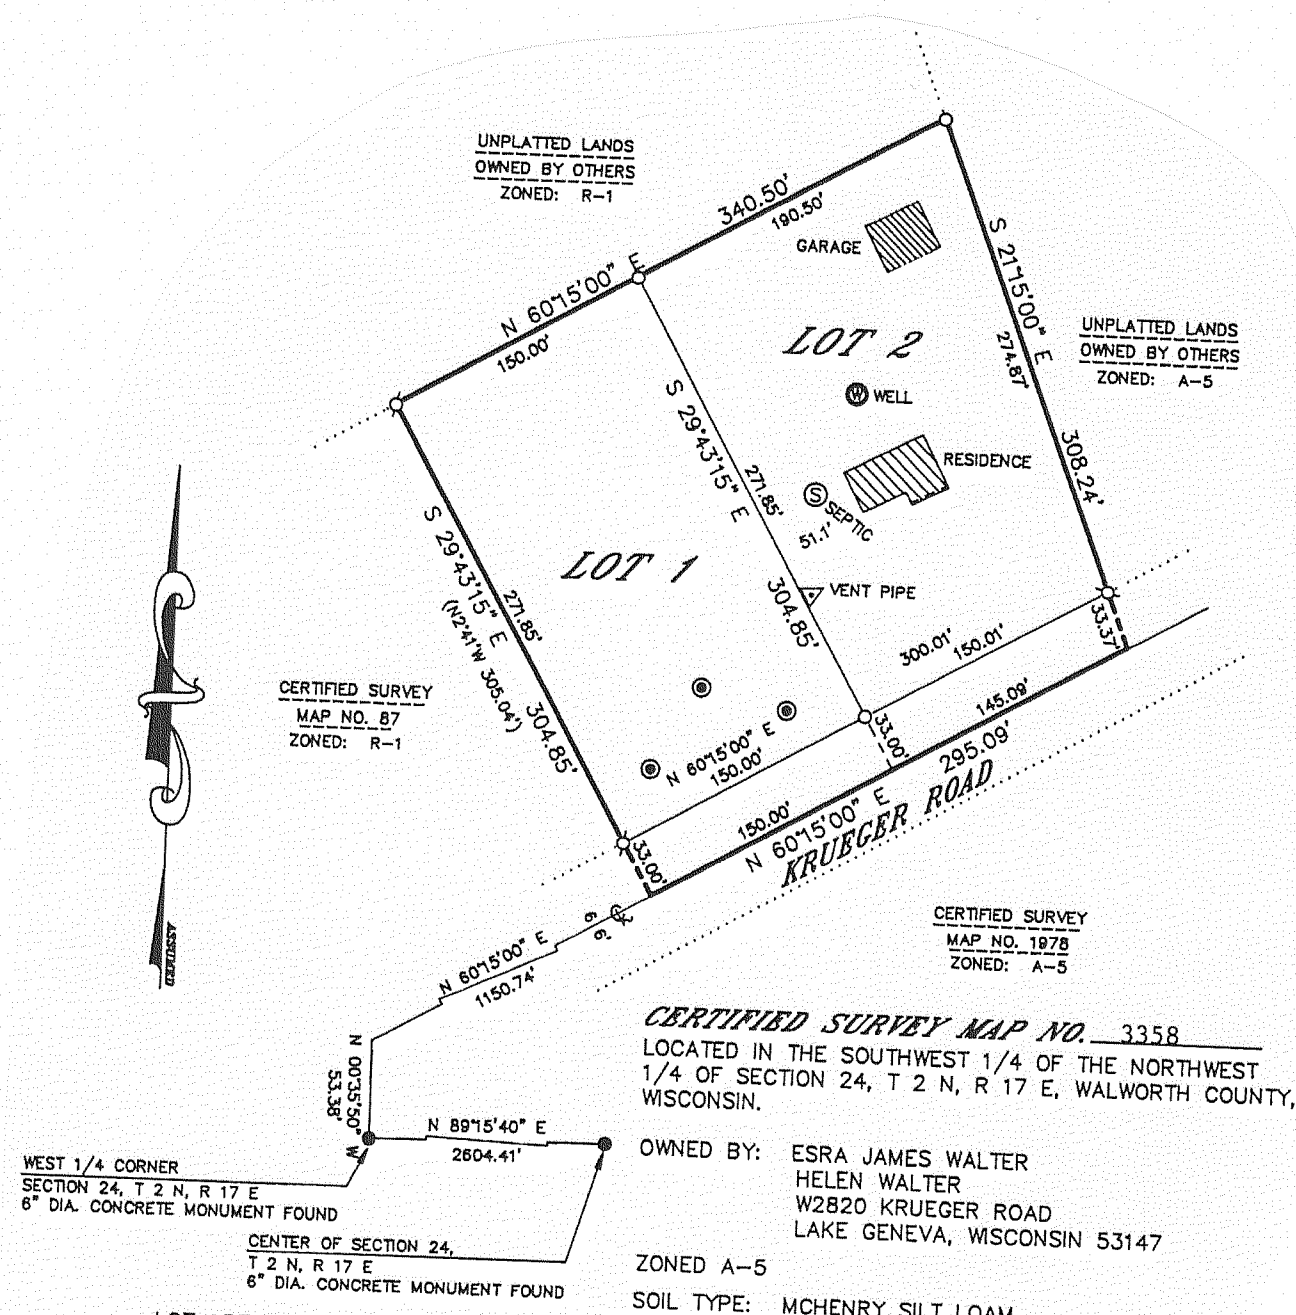 UNPLATTED LANDS
OWNED BY OTHERS
ZONED: R-1
340.50'
190.50'
GARAGE
N 60°15'00" E
150.00'
S 21°15'00" E
274.87'
308.24'
UNPLATTED LANDS
OWNED BY OTHERS
ZONED: A-5
LOT 2
W WELL
RESIDENCE
S SEPTIC
51.1'
S 29°43'15" E
271.85'
304.85'
VENT PIPE
LOT 1
S 29°43'15" E
271.85'
(N2°41'W 305.04')
304.85'
300.01'
150.01'
33.37'
CERTIFIED SURVEY
MAP NO. 87
ZONED: R-1
N 60°15'00" E
150.00'
33.00'
145.09'
295.09'
150.00'
N 60°15'00" E
KRUEGER ROAD
33.00'
66'
ASSUMED
CERTIFIED SURVEY
MAP NO. 1978
ZONED: A-5
N 60°15'00" E
1150.74'
N 00°35'50" W
53.38'
N 89°15'40" E
2604.41'
WEST 1/4 CORNER
SECTION 24, T 2 N, R 17 E
6" DIA. CONCRETE MONUMENT FOUND
CENTER OF SECTION 24,
T 2 N, R 17 E
6" DIA. CONCRETE MONUMENT FOUND
CERTIFIED SURVEY MAP NO. 3358
LOCATED IN THE SOUTHWEST 1/4 OF THE NORTHWEST
1/4 OF SECTION 24, T 2 N, R 17 E, WALWORTH COUNTY,
WISCONSIN.
OWNED BY: ESRA JAMES WALTER
HELEN WALTER
W2820 KRUEGER ROAD
LAKE GENEVA, WISCONSIN 53147
ZONED A-5
SOIL TYPE: MCHENRY SILT LOAM